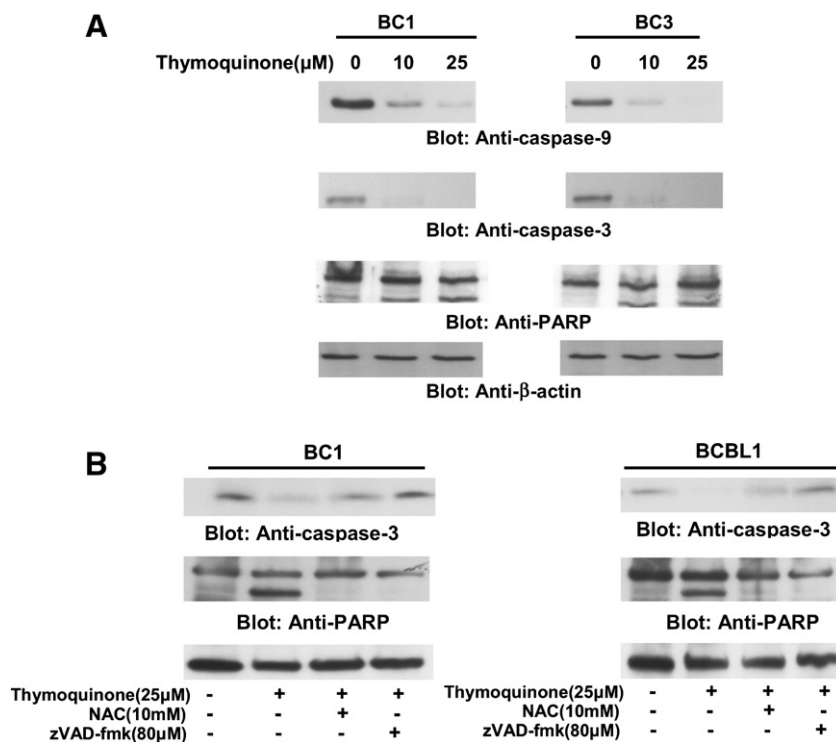 A
BC1 BC3
Thymoquinone(µM) 0 10 25 0 10 25
Blot: Anti-caspase-9
Blot: Anti-caspase-3
Blot: Anti-PARP
Blot: Anti-β-actin
B
BC1 BCBL1
Blot: Anti-caspase-3 Blot: Anti-caspase-3
Blot: Anti-PARP Blot: Anti-PARP
Thymoquinone(25µM) - + + + Thymoquinone(25µM) - + + +
NAC(10mM) - - + - NAC(10mM) - - + -
zVAD-fmk(80µM) - - - + zVAD-fmk(80µM) - - - +